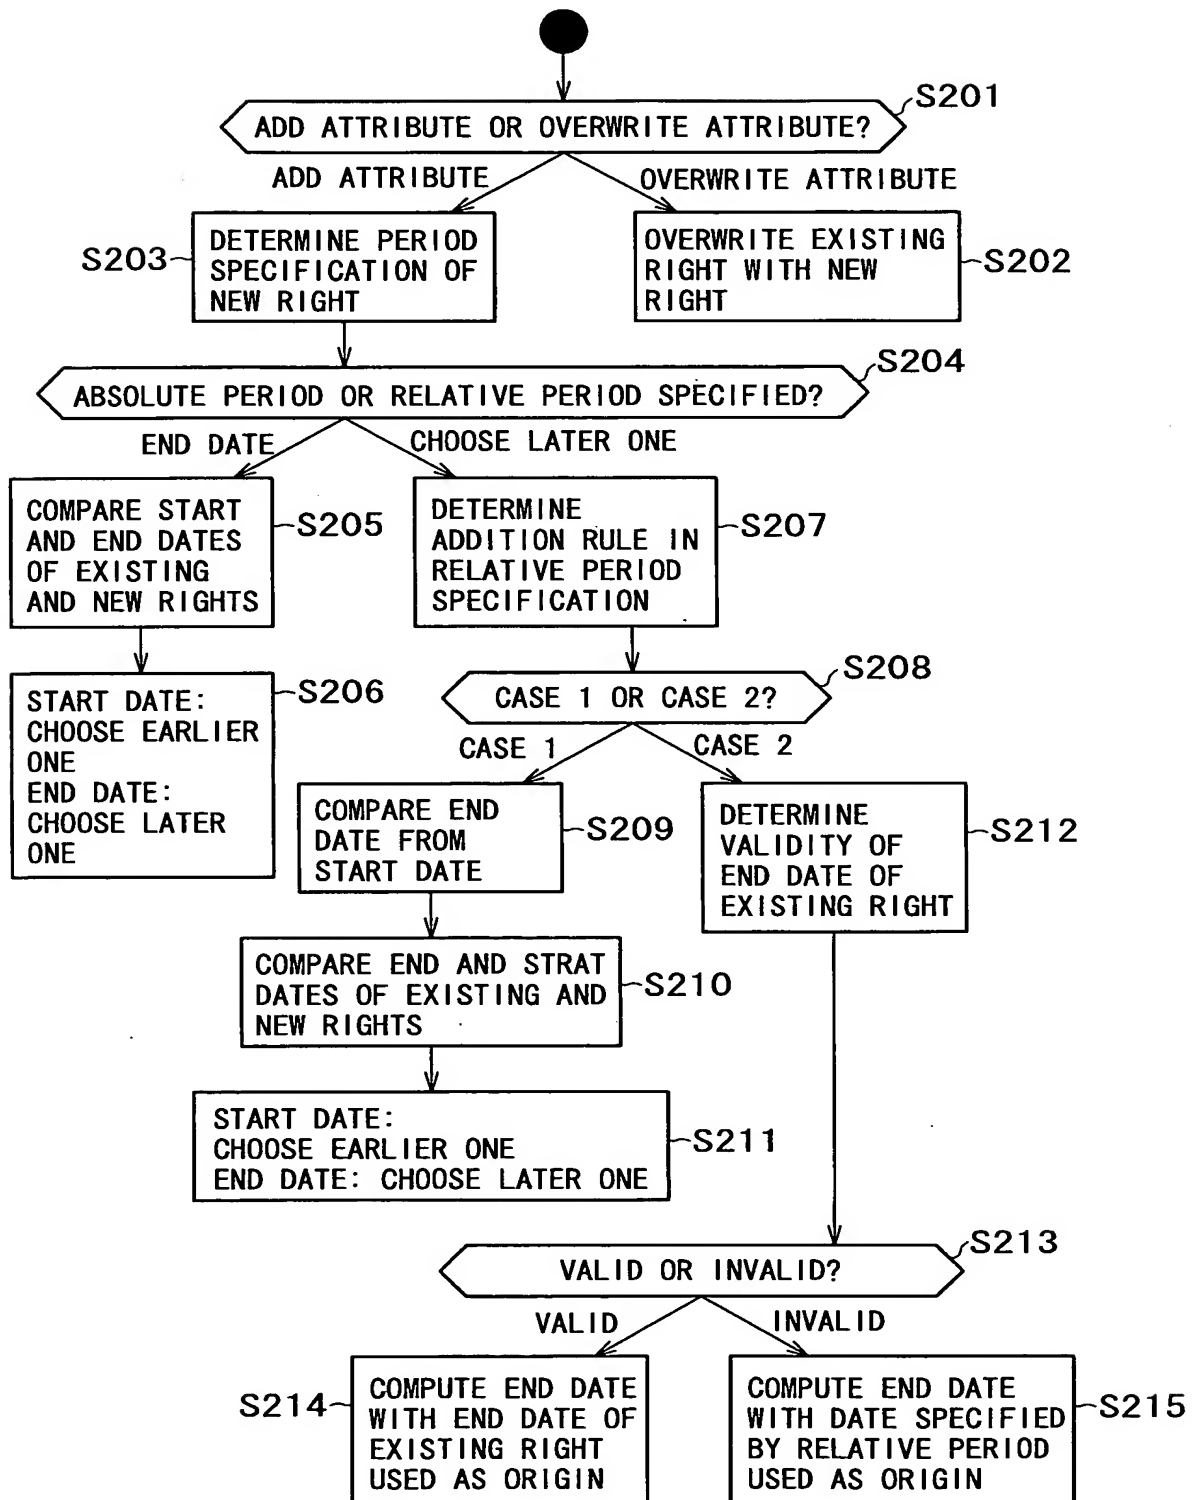 S201
ADD ATTRIBUTE OR OVERWRITE ATTRIBUTE?
ADD ATTRIBUTE
OVERWRITE ATTRIBUTE
S203
DETERMINE PERIOD
SPECIFICATION OF
NEW RIGHT
OVERWRITE EXISTING
RIGHT WITH NEW
RIGHT
S202
S204
ABSOLUTE PERIOD OR RELATIVE PERIOD SPECIFIED?
END DATE
CHOOSE LATER ONE
COMPARE START
AND END DATES
OF EXISTING
AND NEW RIGHTS
S205
DETERMINE
ADDITION RULE IN
RELATIVE PERIOD
SPECIFICATION
S207
START DATE:
CHOOSE EARLIER
ONE
END DATE:
CHOOSE LATER
ONE
S206
S208
CASE 1 OR CASE 2?
CASE 1
CASE 2
COMPARE END
DATE FROM
START DATE
S209
DETERMINE
VALIDITY OF
END DATE OF
EXISTING RIGHT
S212
COMPARE END AND STRAT
DATES OF EXISTING AND
NEW RIGHTS
S210
START DATE:
CHOOSE EARLIER ONE
END DATE: CHOOSE LATER ONE
S211
S213
VALID OR INVALID?
VALID
INVALID
S214
COMPUTE END DATE
WITH END DATE OF
EXISTING RIGHT
USED AS ORIGIN
COMPUTE END DATE
WITH DATE SPECIFIED
BY RELATIVE PERIOD
USED AS ORIGIN
S215